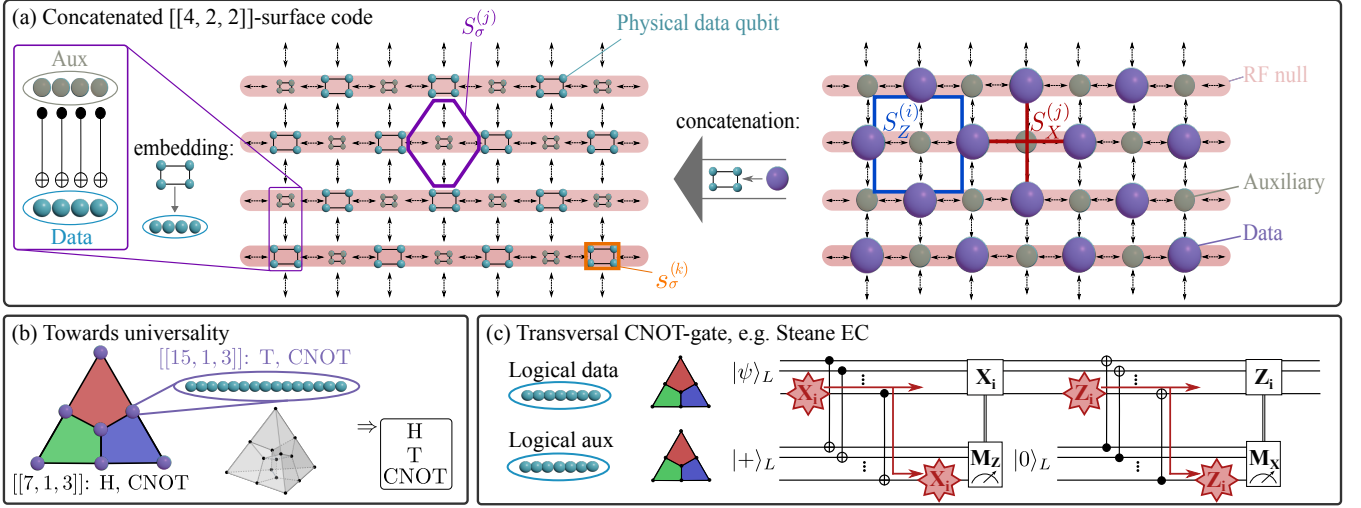 (a) Concatenated [[4, 2, 2]]-surface code
S_σ^(j)
Physical data qubit
Aux
embedding:
Data
s_σ^(k)
concatenation:
RF null
S_Z^(i)
S_X^(j)
Auxiliary
Data
(b) Towards universality
[[15, 1, 3]]: T, CNOT
[[7, 1, 3]]: H, CNOT
⇒
H
T
CNOT
(c) Transversal CNOT-gate, e.g. Steane EC
Logical data
Logical aux
|ψ⟩_L
X_i
⋮
X_i
|+⟩_L
M_Z
X_i
Z_i
⋮
Z_i
|0⟩_L
M_X
Z_i